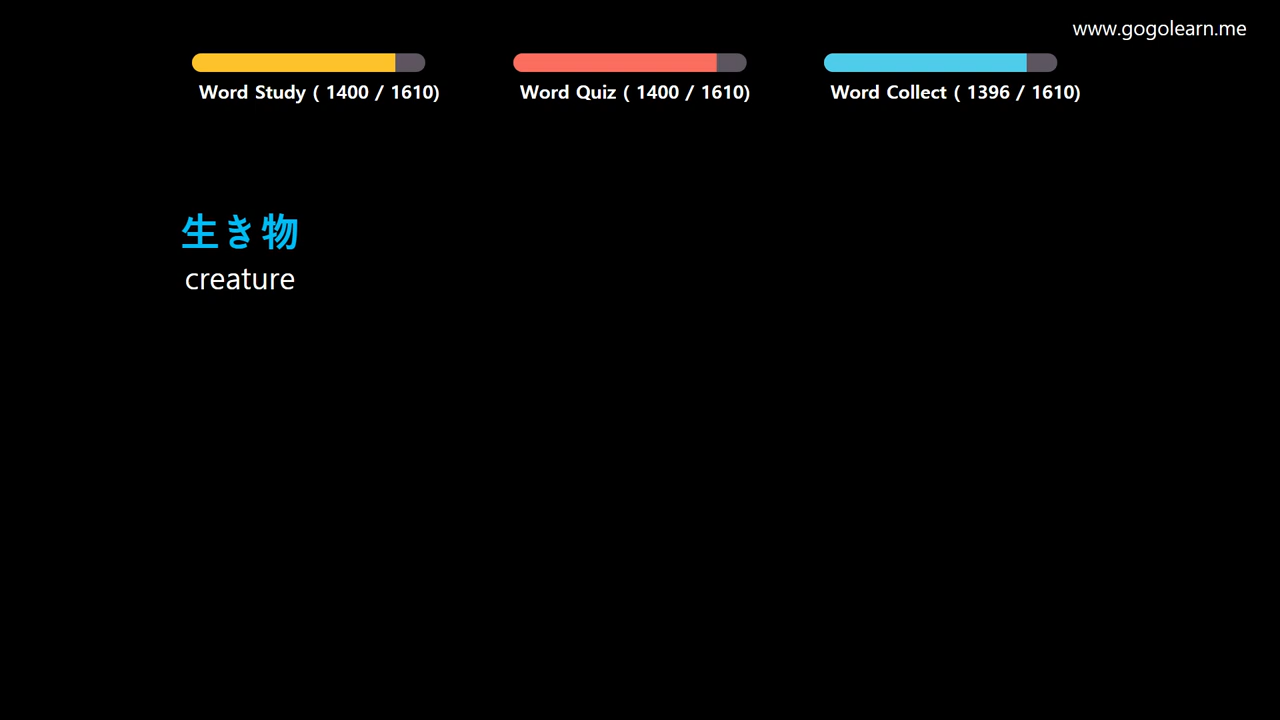 www.gogolearn.me
Word Study ( 1400 / 1610)
Word Quiz ( 1400 / 1610)
Word Collect ( 1396 / 1610)
生き物
creature